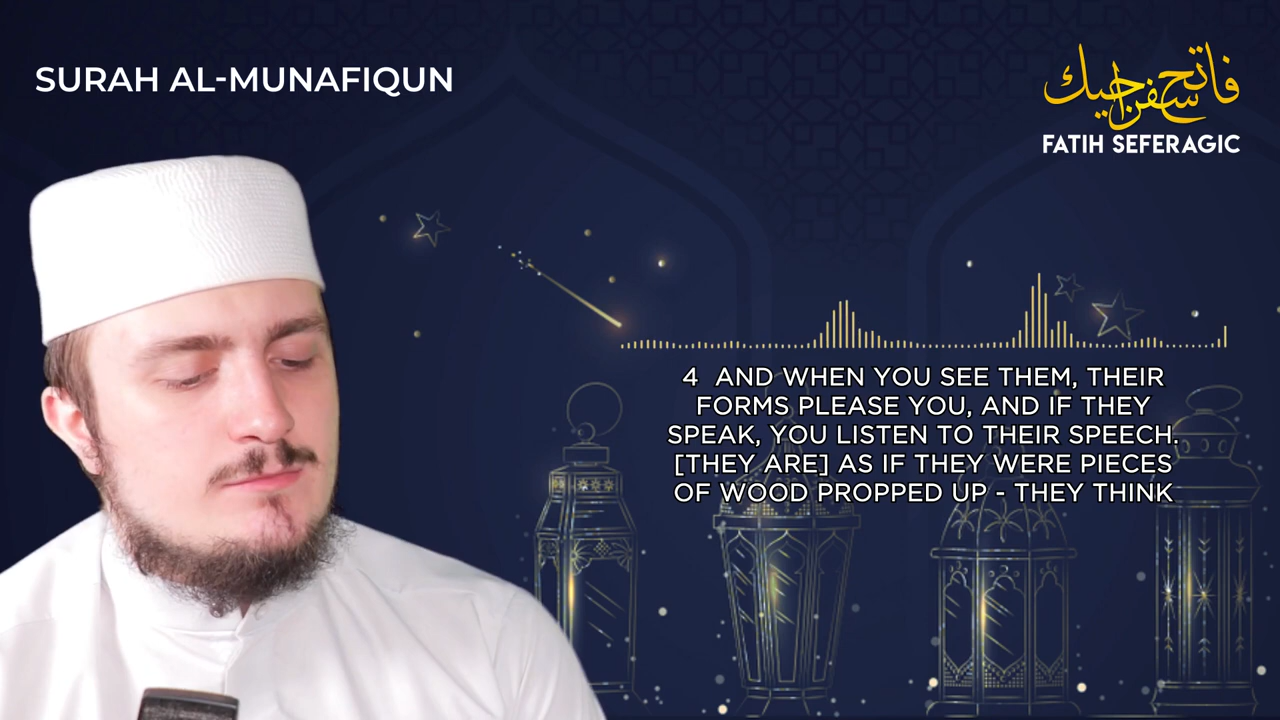 SURAH AL-MUNAFIQUN
فاتح سفراجيك
FATIH SEFERAGIC
4 AND WHEN YOU SEE THEM, THEIR
FORMS PLEASE YOU, AND IF THEY
SPEAK, YOU LISTEN TO THEIR SPEECH.
[THEY ARE] AS IF THEY WERE PIECES
OF WOOD PROPPED UP - THEY THINK